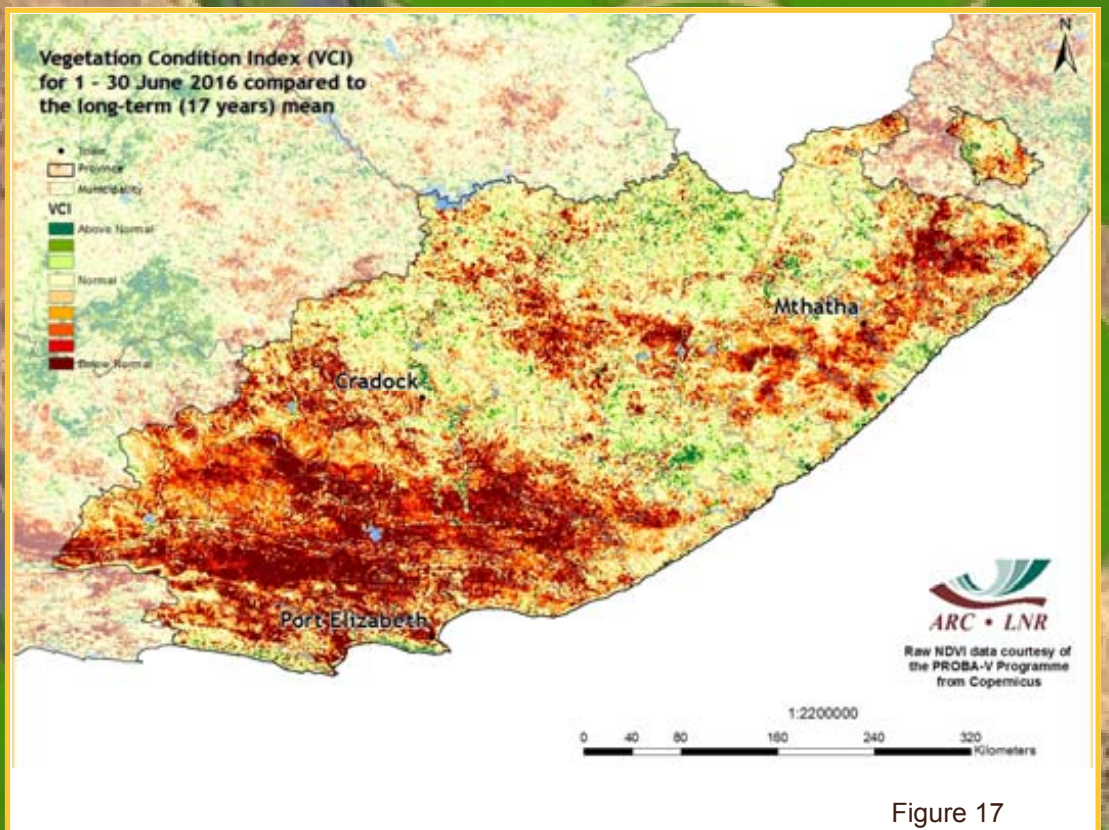 Vegetation Condition Index (VCI)
for 1 - 30 June 2016 compared to
the long-term (17 years) mean
N
Town
Province
Municipality
VCI
Above Normal
Normal
Below Normal
Mthatha
Cradock
Port Elizabeth
ARC • LNR
Raw NDVI data courtesy of
the PROBA-V Programme
from Copernicus
1:2200000
0 40 80 160 240 320
Kilometers
Figure 17